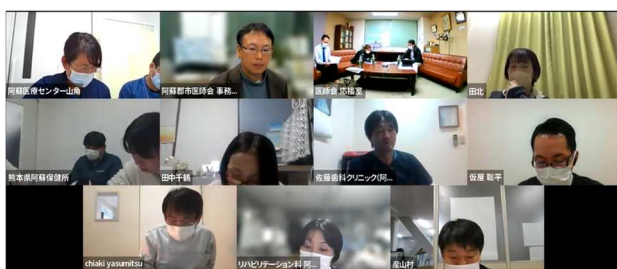 阿蘇医療センター山角
阿蘇郡市医師会 事務...
医師会 応接室
田北
熊本県阿蘇保健所
田中千鶴
佐藤歯科クリニック(阿...
仮屋 聡平
chiaki yasumitsu
リハビリテーション科 阿...
産山村